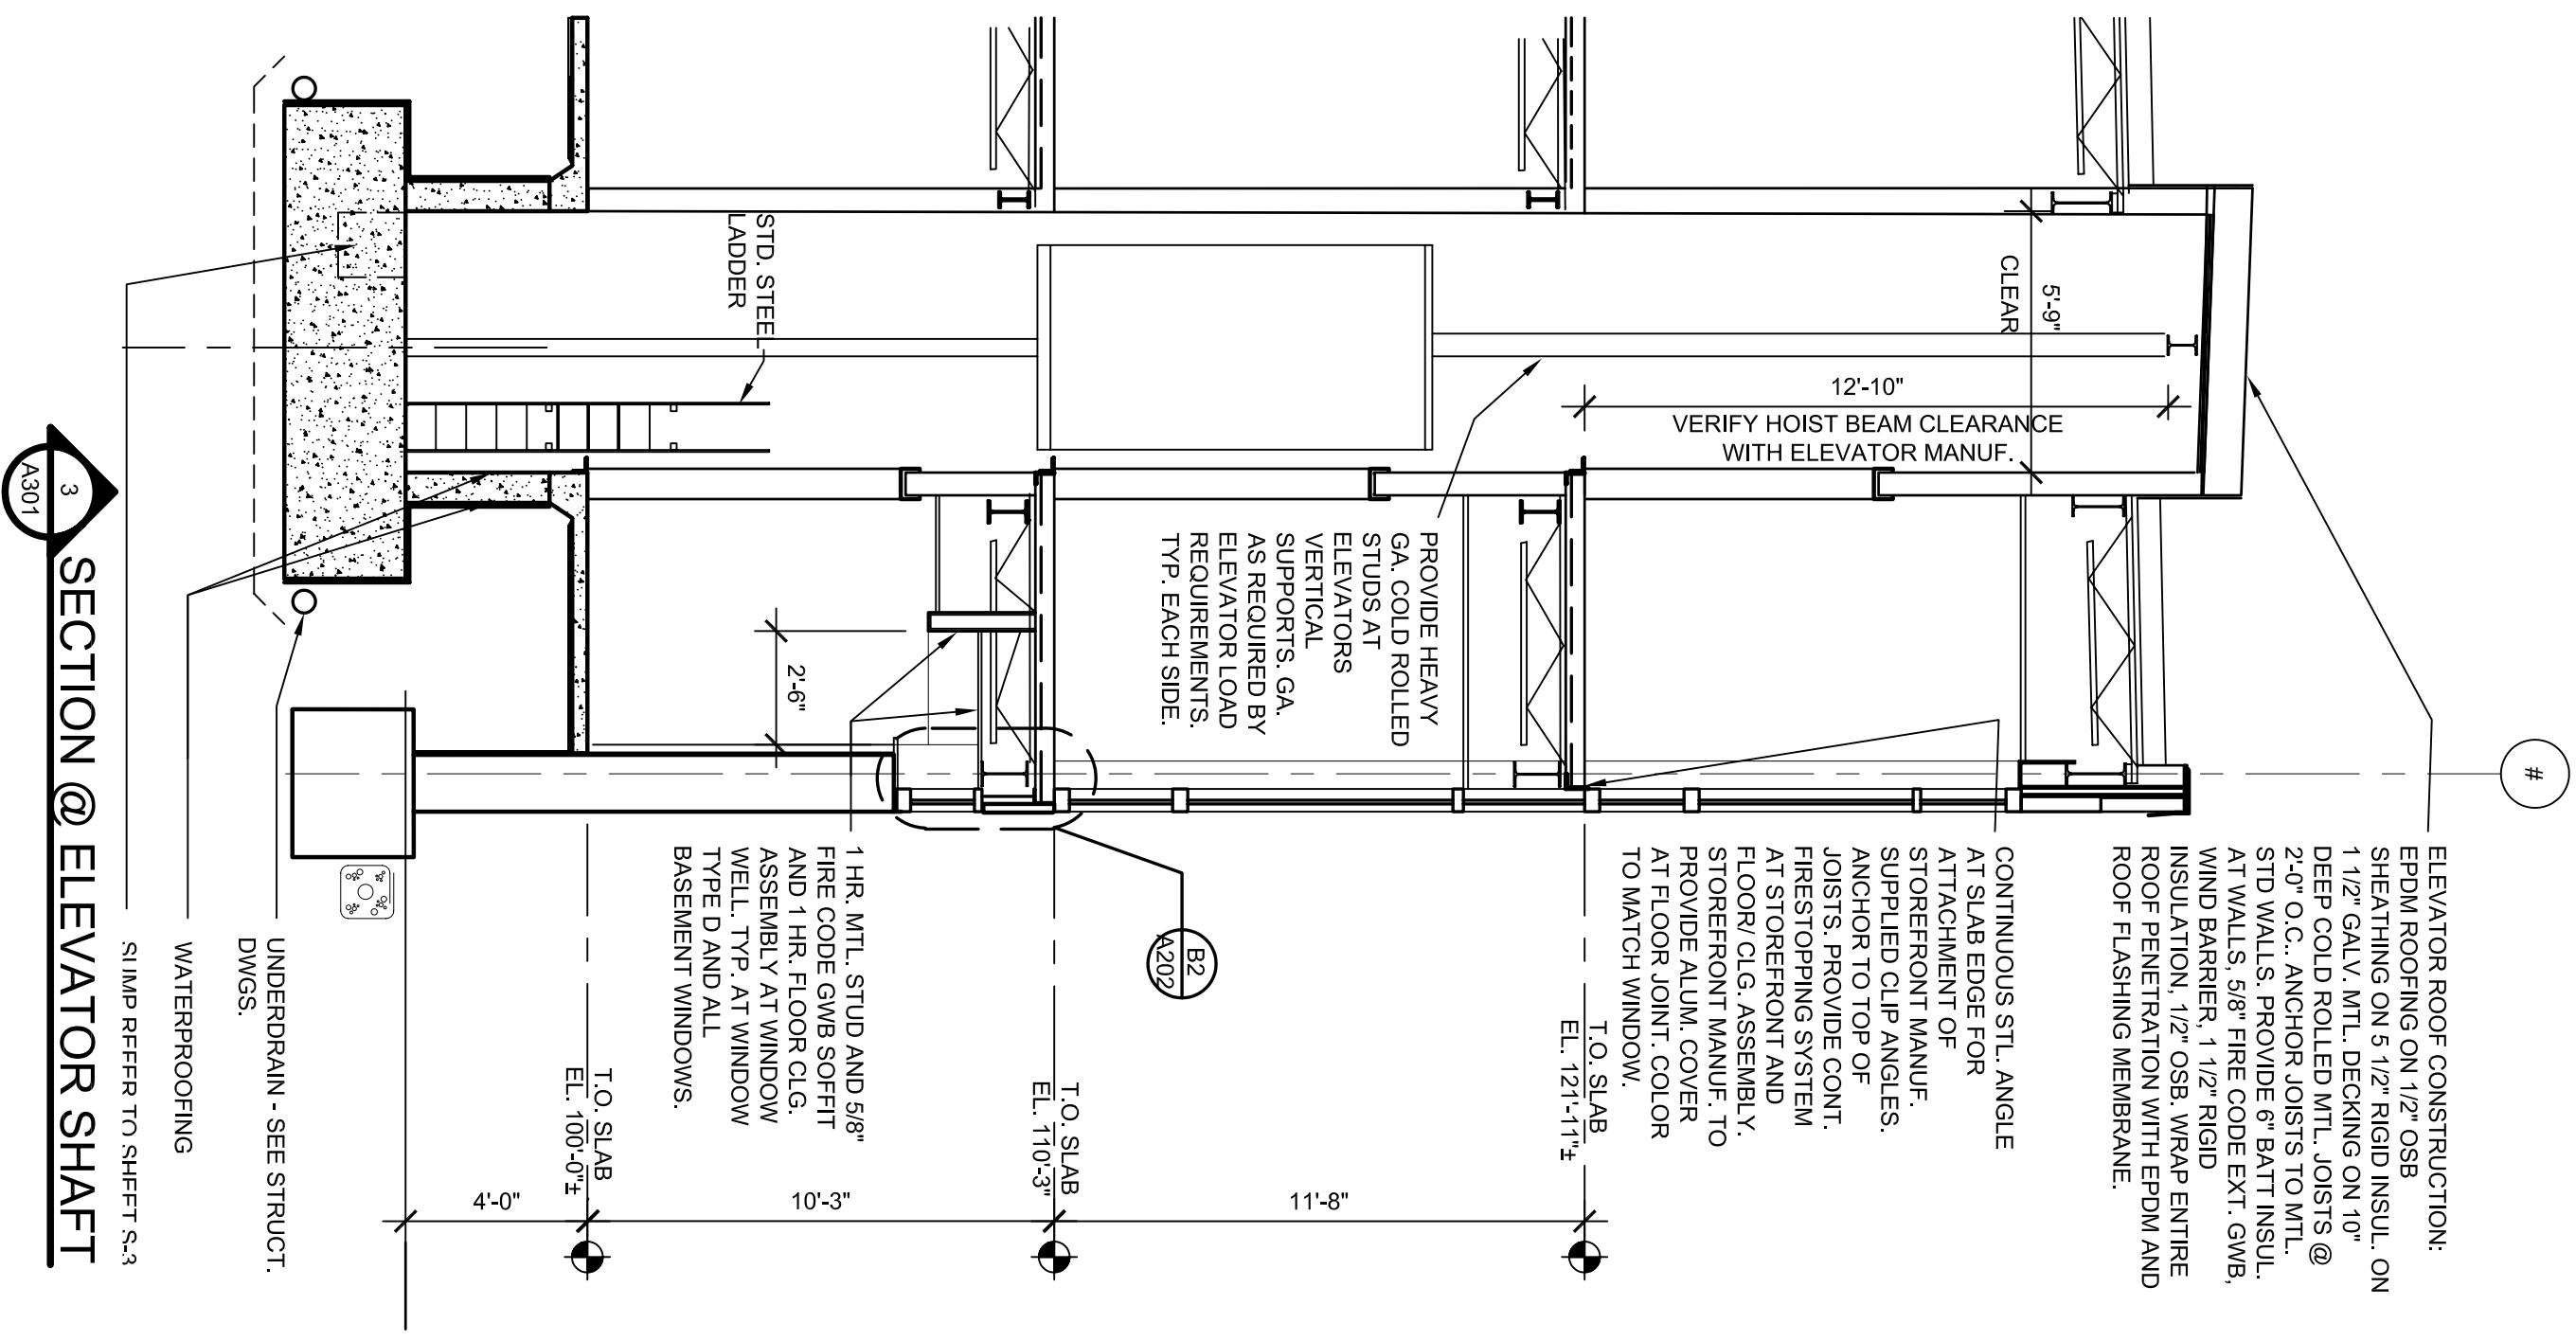 #
ELEVATOR ROOF CONSTRUCTION:
EPDM ROOFING ON 1/2" OSB
SHEATHING ON 5 1/2" RIGID INSUL. ON
1 1/2" GALV. MTL. DECKING ON 10"
DEEP COLD ROLLED MTL. JOISTS @
2'-0" O.C.. ANCHOR JOISTS TO MTL.
STD WALLS. PROVIDE 6" BATT INSUL.
AT WALLS, 5/8" FIRE CODE EXT. GWB,
WIND BARRIER, 1 1/2" RIGID
INSULATION, 1/2" OSB. WRAP ENTIRE
ROOF PENETRATION WITH EPDM AND
ROOF FLASHING MEMBRANE.
5'-9"
CLEAR
12'-10"
VERIFY HOIST BEAM CLEARANCE
WITH ELEVATOR MANUF.
CONTINUOUS STL. ANGLE
AT SLAB EDGE FOR
ATTACHMENT OF
STOREFRONT MANUF.
SUPPLIED CLIP ANGLES.
ANCHOR TO TOP OF
JOISTS. PROVIDE CONT.
FIRESTOPPING SYSTEM
AT STOREFRONT AND
FLOOR/ CLG. ASSEMBLY.
STOREFRONT MANUF. TO
PROVIDE ALUM. COVER
AT FLOOR JOINT. COLOR
TO MATCH WINDOW.
T.O. SLAB
EL. 121'-11"±
PROVIDE HEAVY
GA. COLD ROLLED
STUDS AT
ELEVATORS
VERTICAL
SUPPORTS. GA.
AS REQUIRED BY
ELEVATOR LOAD
REQUIREMENTS.
TYP. EACH SIDE.
11'-8"
B2
A202
T.O. SLAB
EL. 110'-3"
1 HR. MTL. STUD AND 5/8"
FIRE CODE GWB SOFFIT
AND 1 HR. FLOOR CLG.
ASSEMBLY AT WINDOW
WELL. TYP. AT WINDOW
TYPE D AND ALL
BASEMENT WINDOWS.
2'-6"
10'-3"
STD. STEEL
LADDER
T.O. SLAB
EL. 100'-0"±
4'-0"
UNDERDRAIN - SEE STRUCT.
DWGS.
WATERPROOFING
SUMP REFER TO SHEET S-3
3
A301
SECTION @ ELEVATOR SHAFT